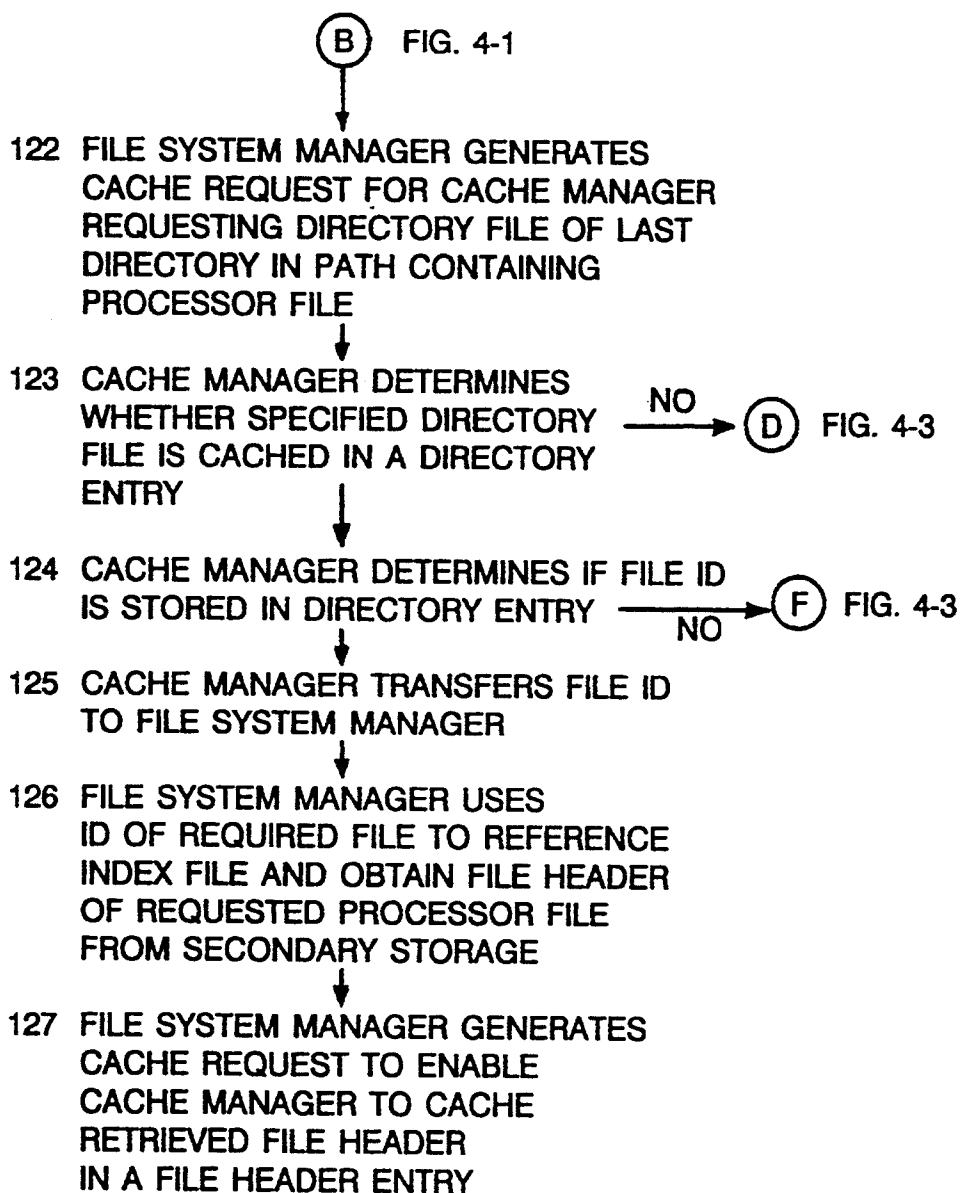 B FIG. 4-1
122 FILE SYSTEM MANAGER GENERATES
CACHE REQUEST FOR CACHE MANAGER
REQUESTING DIRECTORY FILE OF LAST
DIRECTORY IN PATH CONTAINING
PROCESSOR FILE
123 CACHE MANAGER DETERMINES
WHETHER SPECIFIED DIRECTORY
FILE IS CACHED IN A DIRECTORY
ENTRY
NO
D FIG. 4-3
124 CACHE MANAGER DETERMINES IF FILE ID
IS STORED IN DIRECTORY ENTRY
NO
F FIG. 4-3
125 CACHE MANAGER TRANSFERS FILE ID
TO FILE SYSTEM MANAGER
126 FILE SYSTEM MANAGER USES
ID OF REQUIRED FILE TO REFERENCE
INDEX FILE AND OBTAIN FILE HEADER
OF REQUESTED PROCESSOR FILE
FROM SECONDARY STORAGE
127 FILE SYSTEM MANAGER GENERATES
CACHE REQUEST TO ENABLE
CACHE MANAGER TO CACHE
RETRIEVED FILE HEADER
IN A FILE HEADER ENTRY